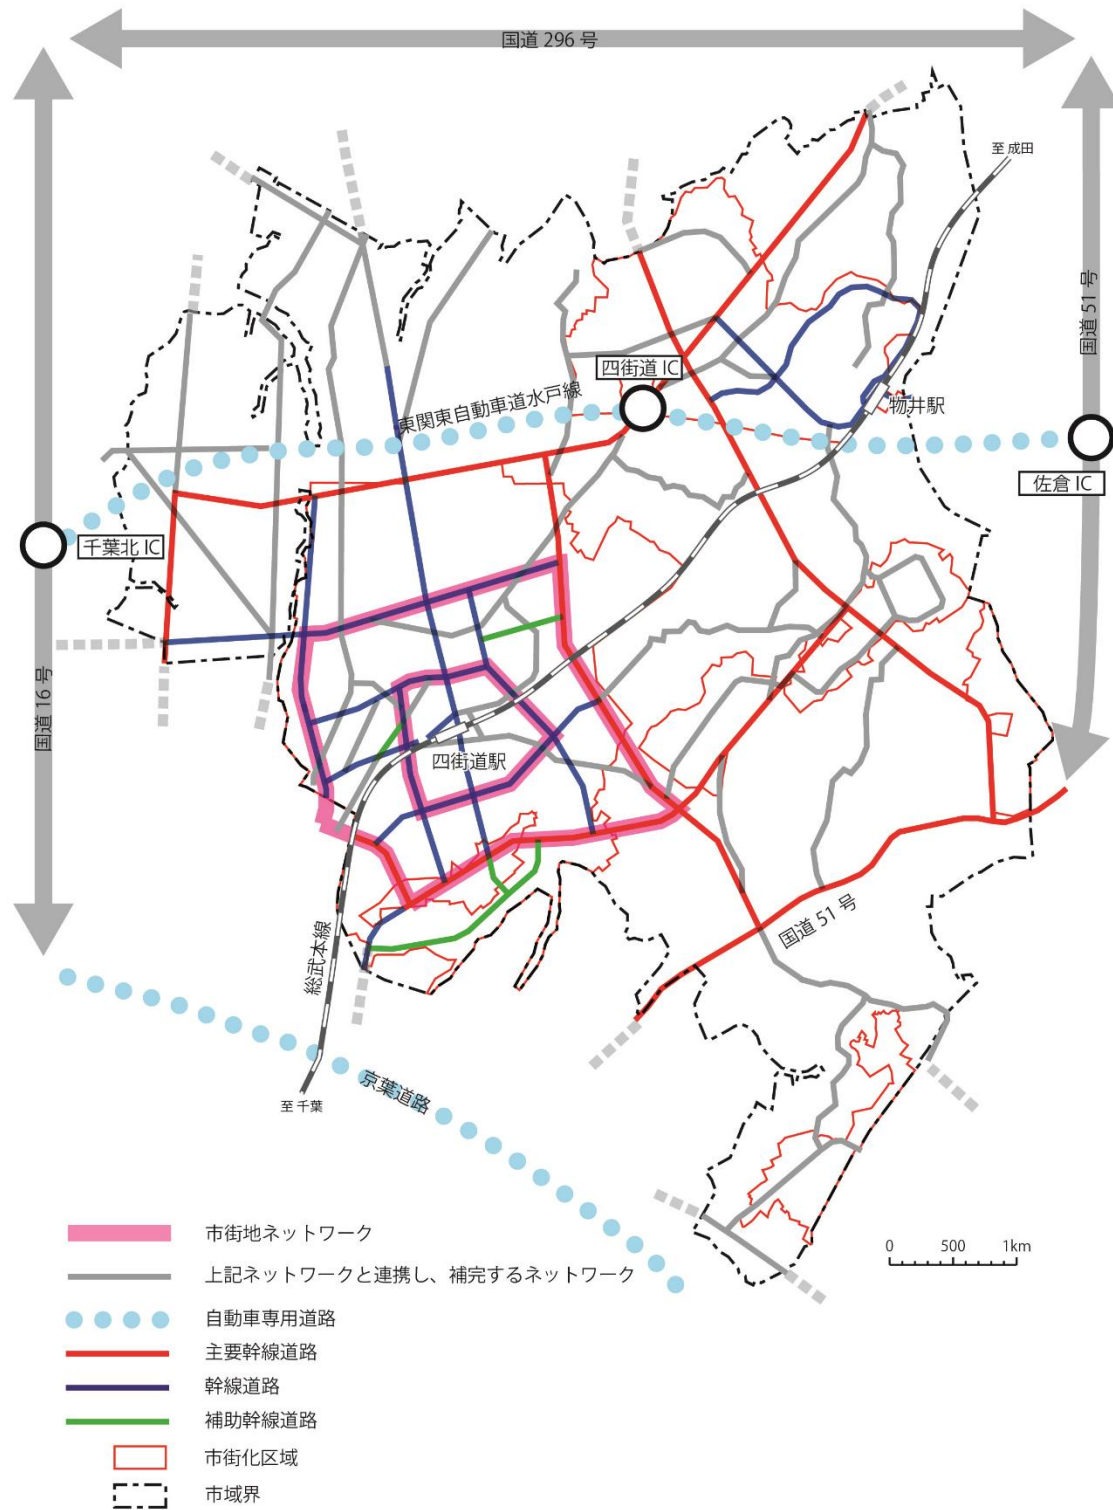 国道 296 号
至 成田
国道 51 号
四街道 IC
東関東自動車道水戸線
物井駅
佐倉 IC
千葉北 IC
国道 16 号
四街道駅
国道 51 号
総武本線
京葉道路
至 千葉
市街地ネットワーク
上記ネットワークと連携し、補完するネットワーク
0 500 1km
自動車専用道路
主要幹線道路
幹線道路
補助幹線道路
市街化区域
市域界